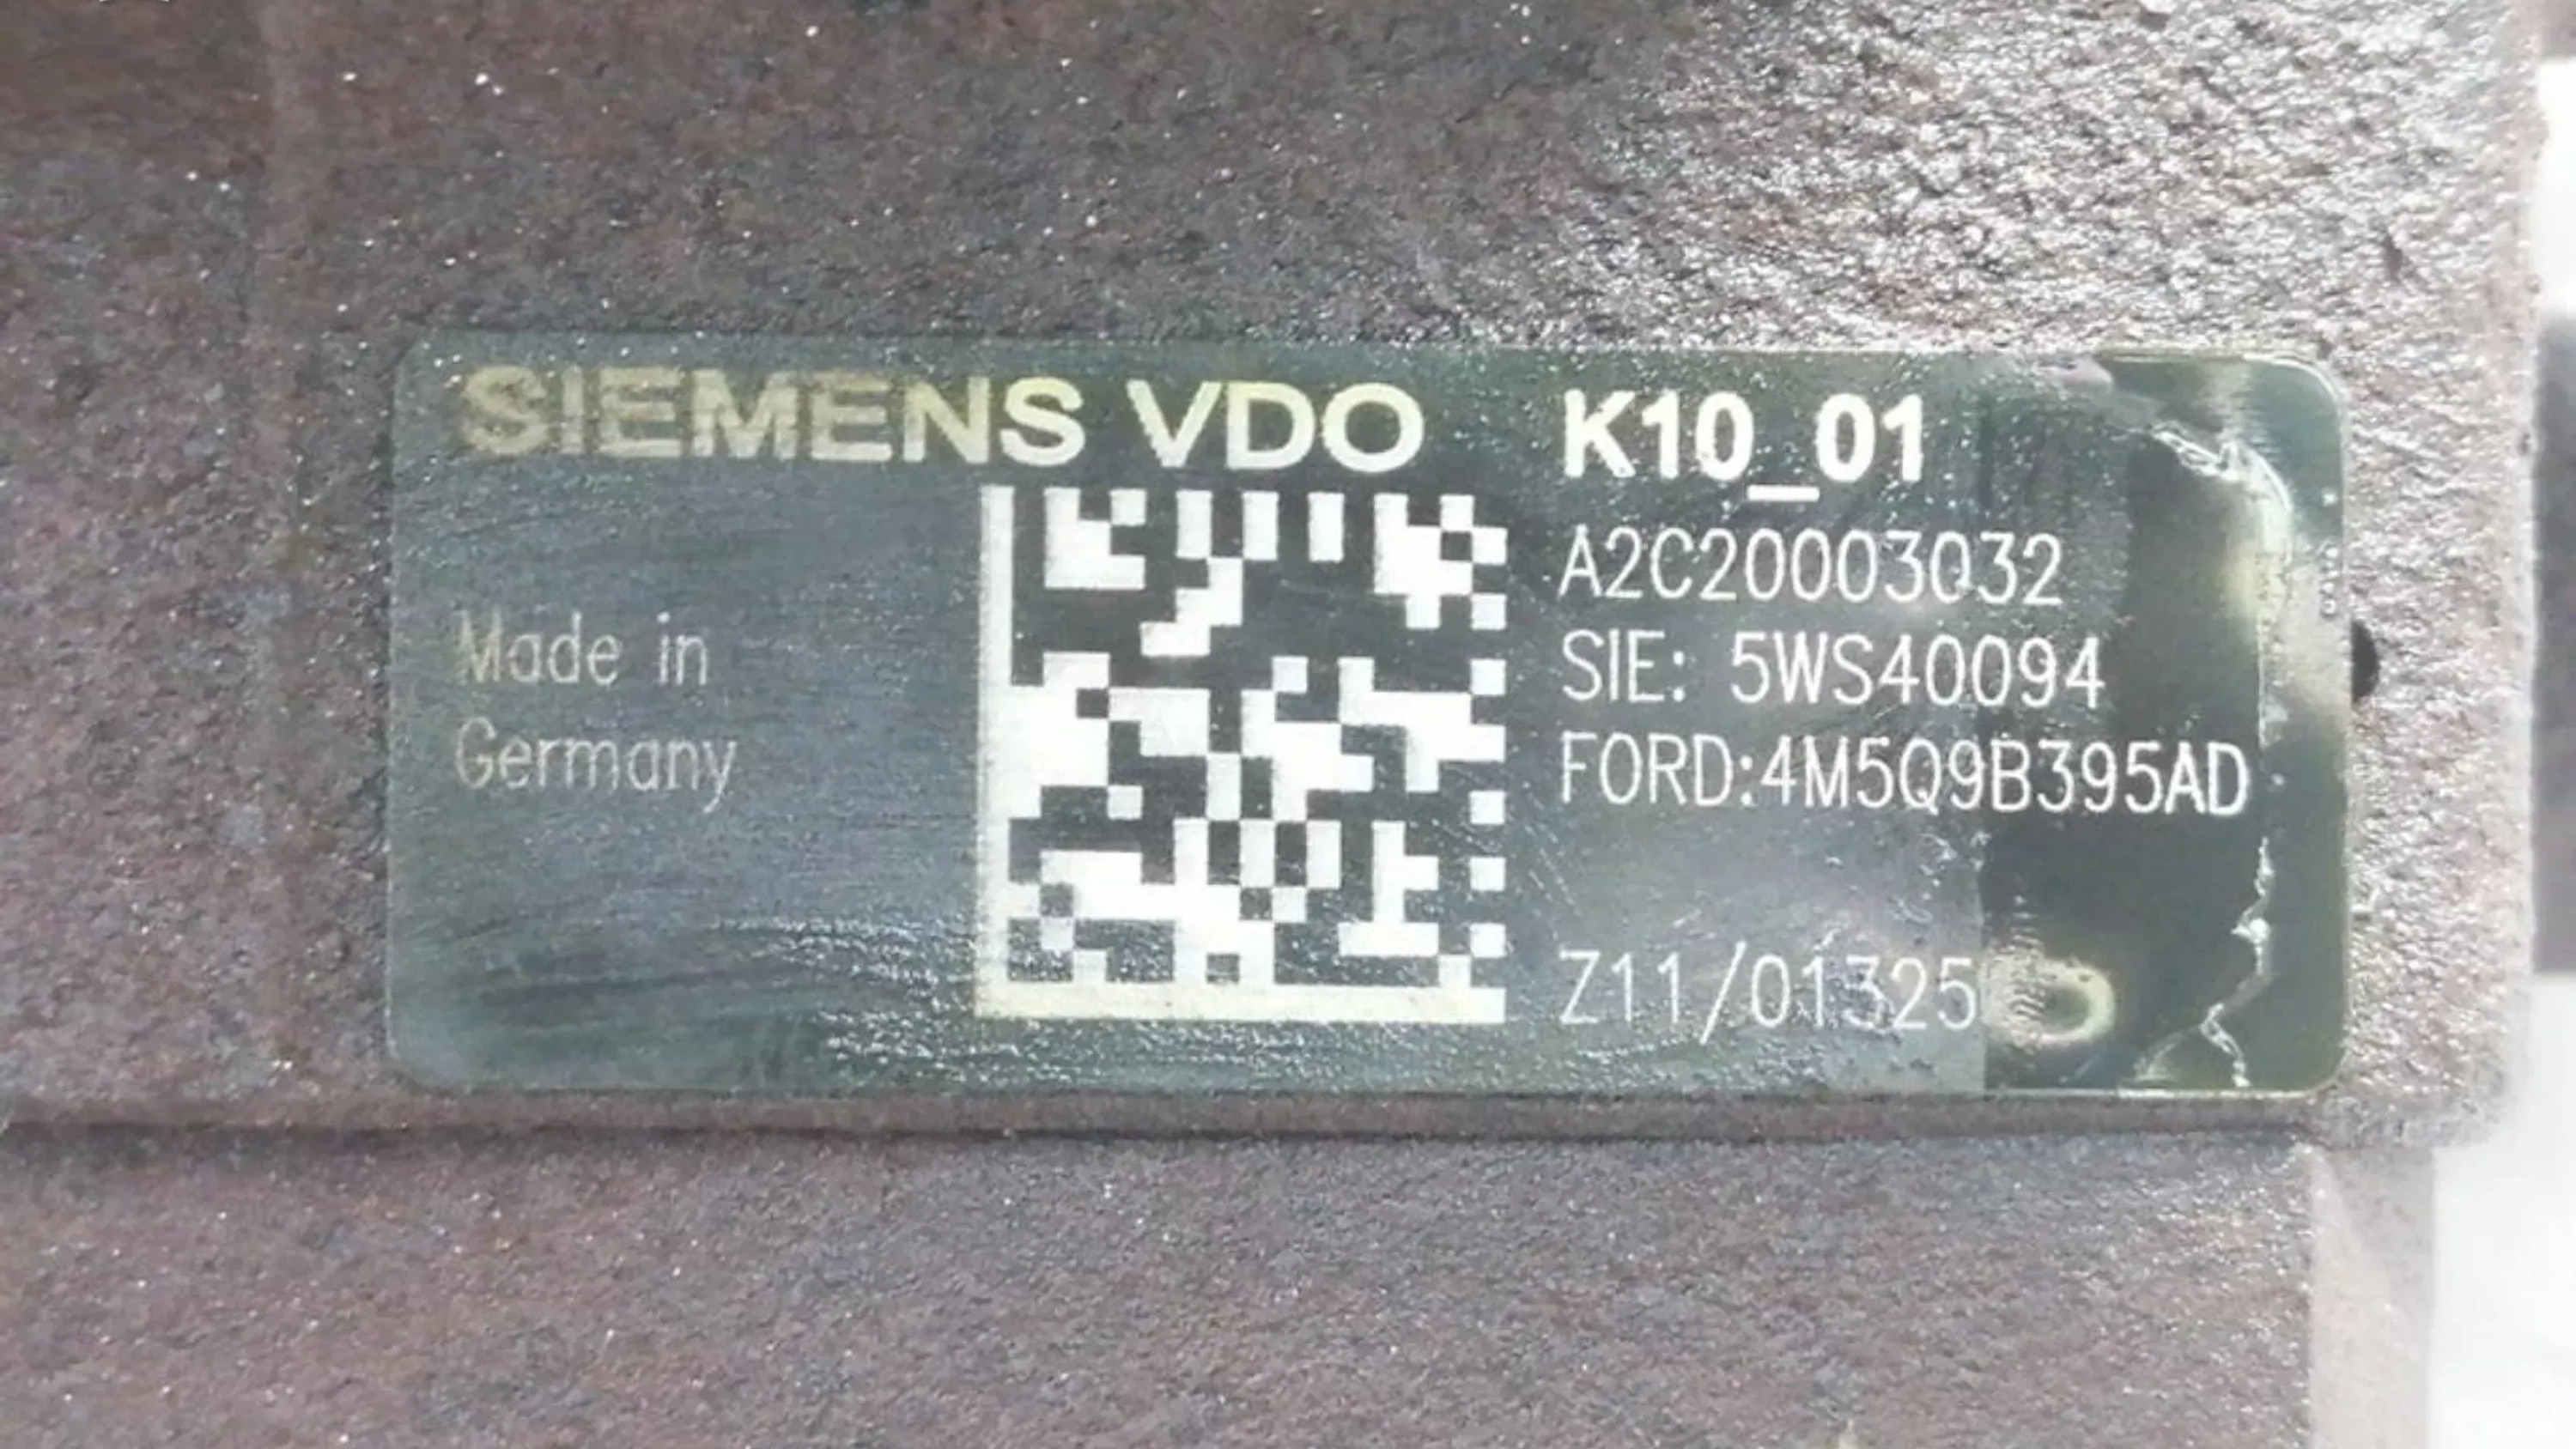 SIEMENS VDO
Made in
Germany
K10_01
A2C20003032
SIE: 5WS40094
FORD:4M5Q9B395AD
Z11/01325